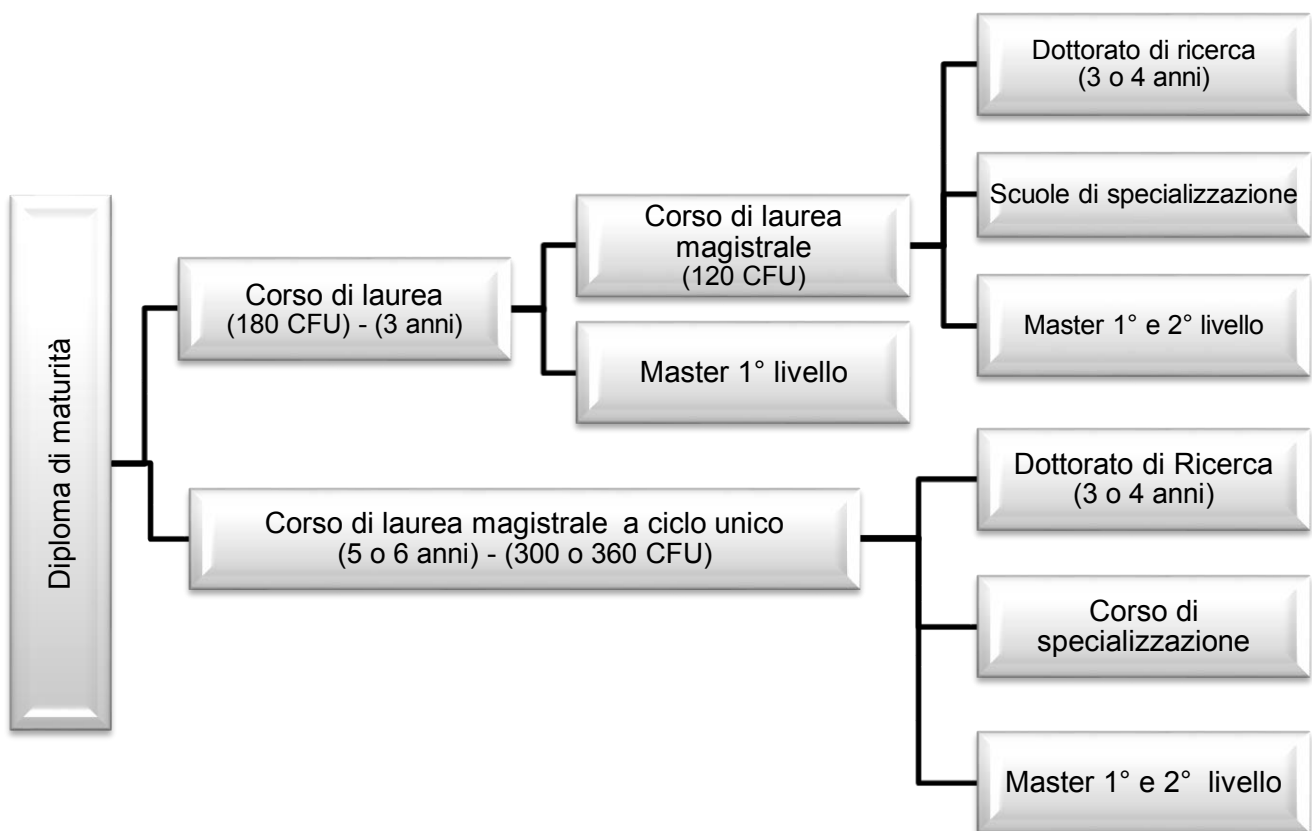 Diploma di maturità
Corso di laurea
(180 CFU) - (3 anni)
Corso di laurea
magistrale
(120 CFU)
Master 1° livello
Dottorato di ricerca
(3 o 4 anni)
Scuole di specializzazione
Master 1° e 2° livello
Corso di laurea magistrale a ciclo unico
(5 o 6 anni) - (300 o 360 CFU)
Dottorato di Ricerca
(3 o 4 anni)
Corso di
specializzazione
Master 1° e 2° livello